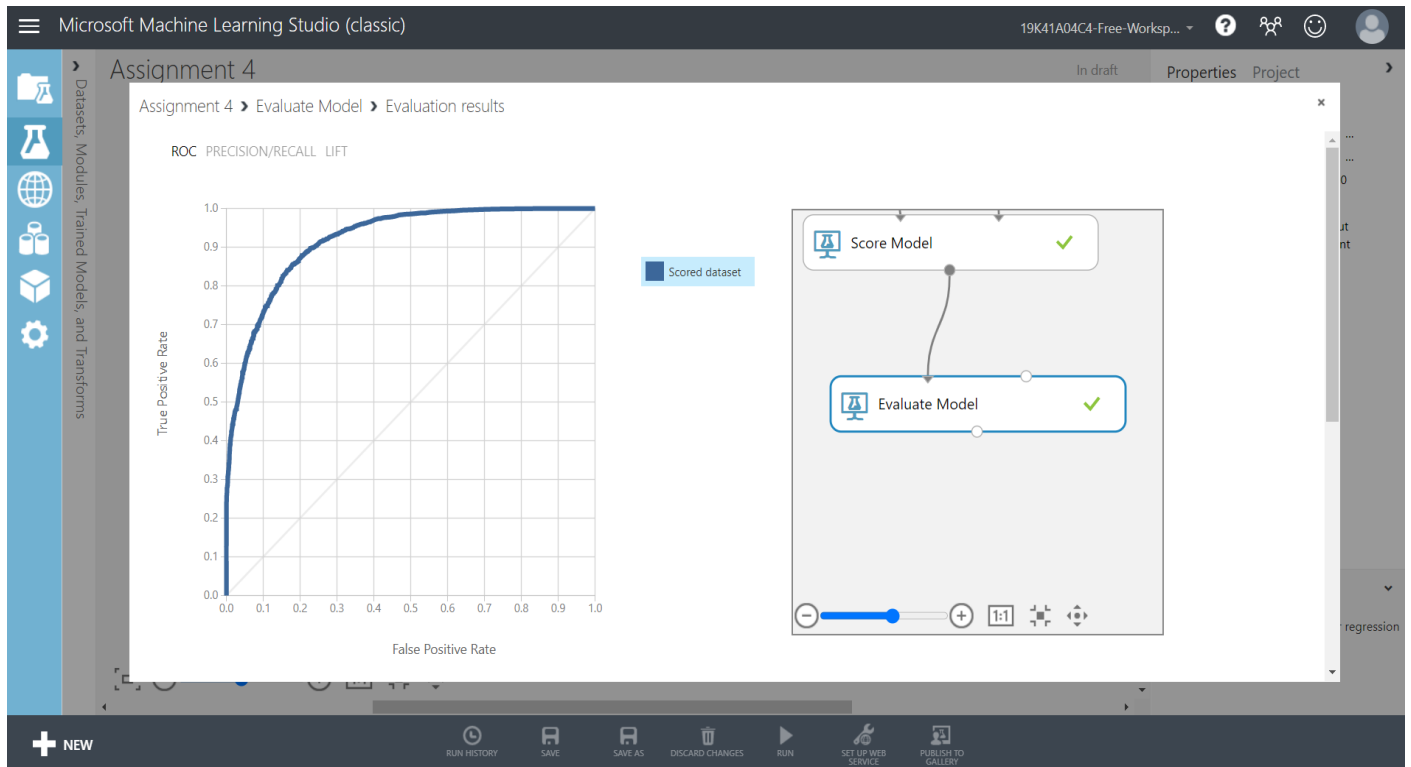 Microsoft Machine Learning Studio (classic)
19K41A04C4-Free-Worksp...
?
Assignment 4
In draft
Properties Project
Datasets, Modules, Trained Models, and Transforms
Assignment 4 > Evaluate Model > Evaluation results
×
ROC PRECISION/RECALL LIFT
1.0
0.9
0.8
0.7
0.6
0.5
0.4
0.3
0.2
0.1
0.0
True Positive Rate
0.0 0.1 0.2 0.3 0.4 0.5 0.6 0.7 0.8 0.9 1.0
False Positive Rate
Scored dataset
Score Model
Evaluate Model
1:1
...
...
0
nt
regression
NEW
RUN HISTORY
SAVE
SAVE AS
DISCARD CHANGES
RUN
SET UP WEB
SERVICE
PUBLISH TO
GALLERY